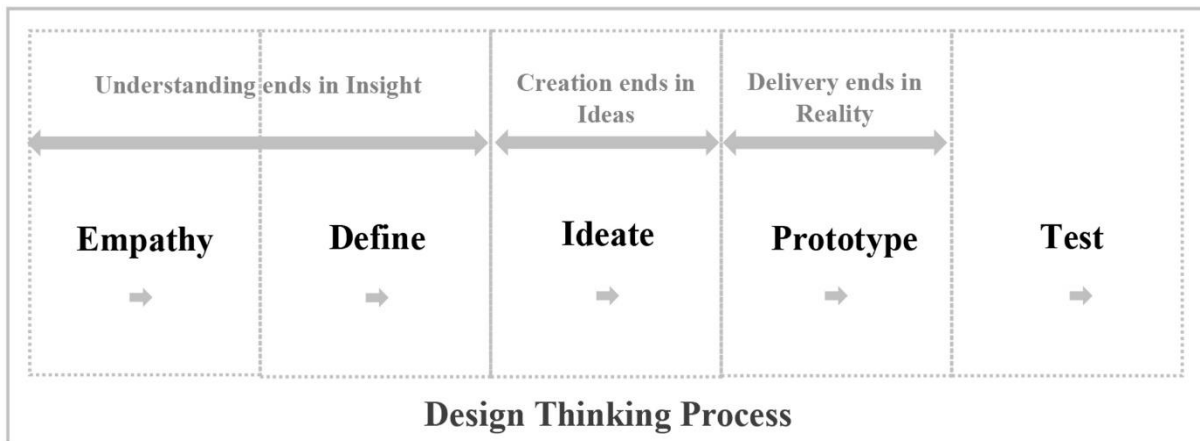 Understanding ends in Insight
Creation ends in
Ideas
Delivery ends in
Reality
Empathy
Define
Ideate
Prototype
Test
Design Thinking Process